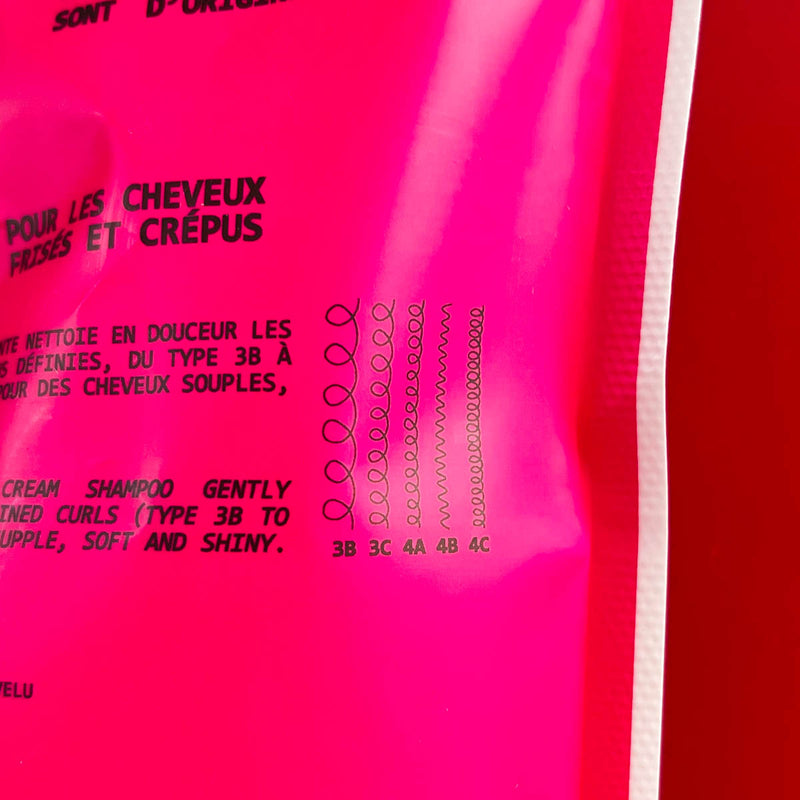 SONT D'ORIGIN
POUR LES CHEVEUX
FRISÉS ET CRÉPUS
NTE NETTOIE EN DOUCEUR LES
S DÉFINIES, DU TYPE 3B À
POUR DES CHEVEUX SOUPLES,
CREAM SHAMPOO GENTLY
INED CURLS (TYPE 3B TO
UPPLE, SOFT AND SHINY.
3B 3C 4A 4B 4C
VELU